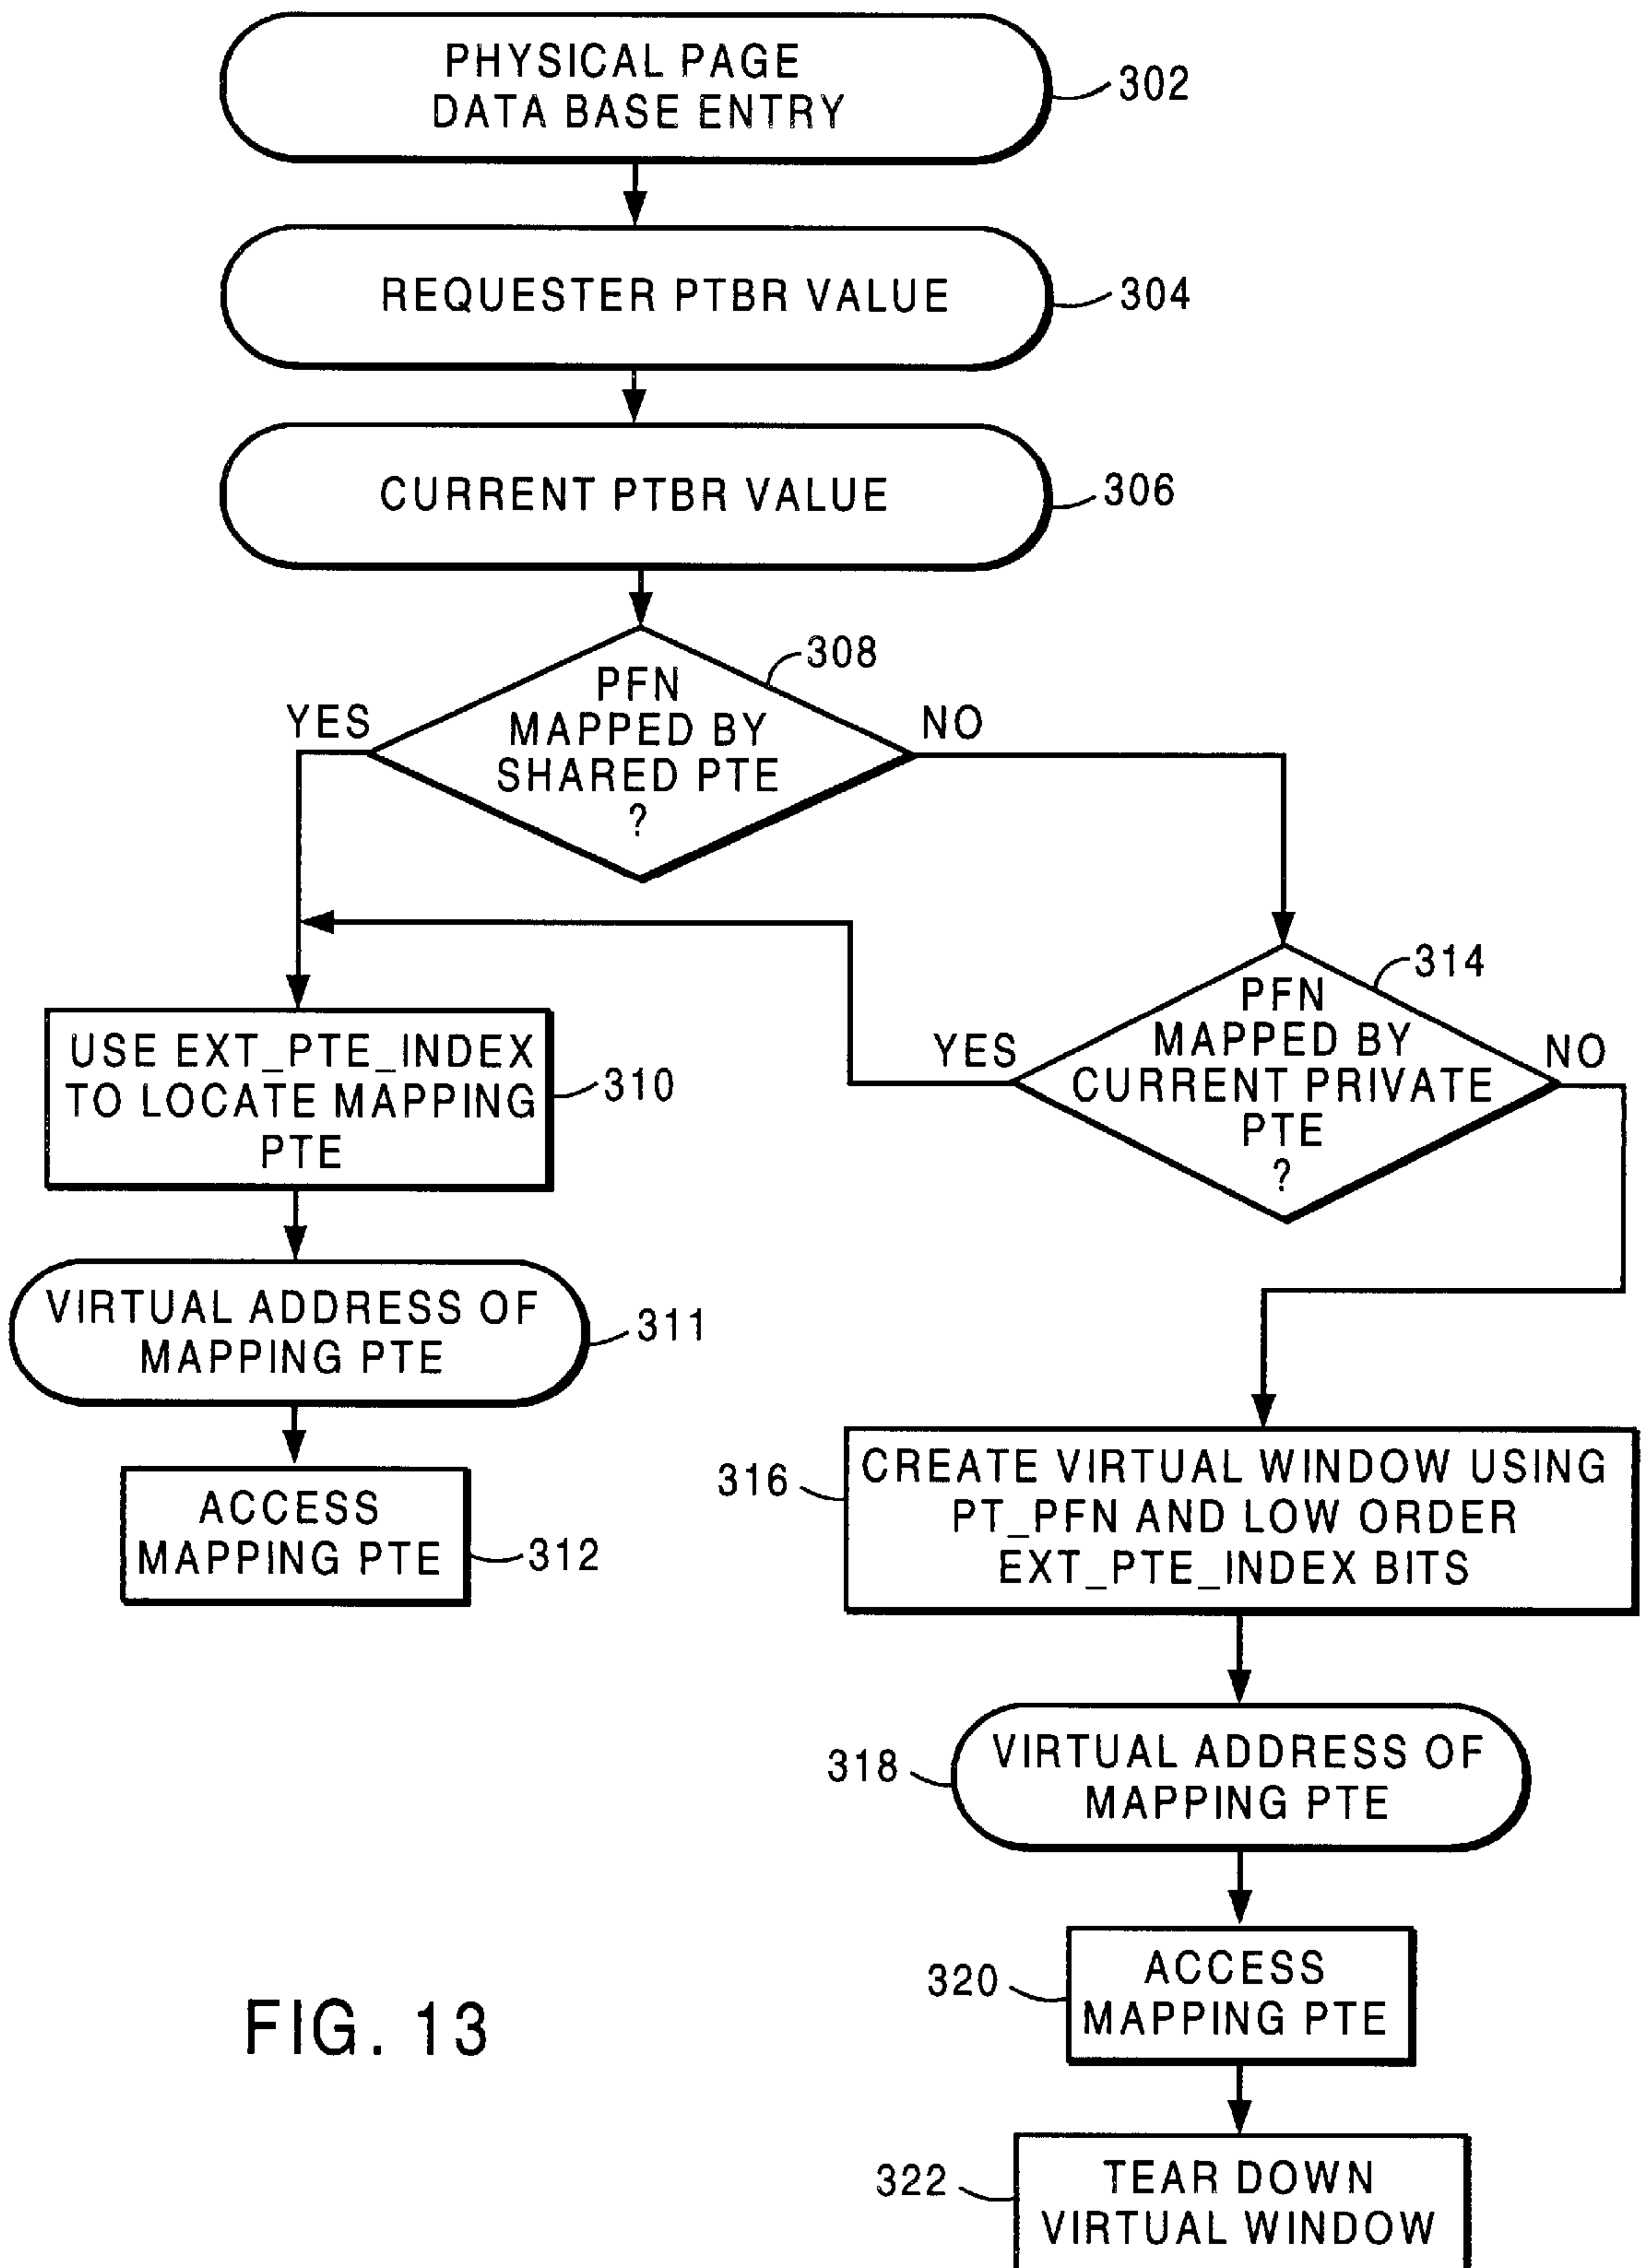 PHYSICAL PAGE
DATA BASE ENTRY
302
REQUESTER PTBR VALUE
304
CURRENT PTBR VALUE
306
308
PFN
MAPPED BY
SHARED PTE
?
YES
NO
314
PFN
MAPPED BY
CURRENT PRIVATE
PTE
?
YES
NO
USE EXT_PTE_INDEX
TO LOCATE MAPPING
PTE
310
VIRTUAL ADDRESS OF
MAPPING PTE
311
ACCESS
MAPPING PTE
312
316
CREATE VIRTUAL WINDOW USING
PT_PFN AND LOW ORDER
EXT_PTE_INDEX BITS
318
VIRTUAL ADDRESS OF
MAPPING PTE
320
ACCESS
MAPPING PTE
322
TEAR DOWN
VIRTUAL WINDOW
FIG. 13